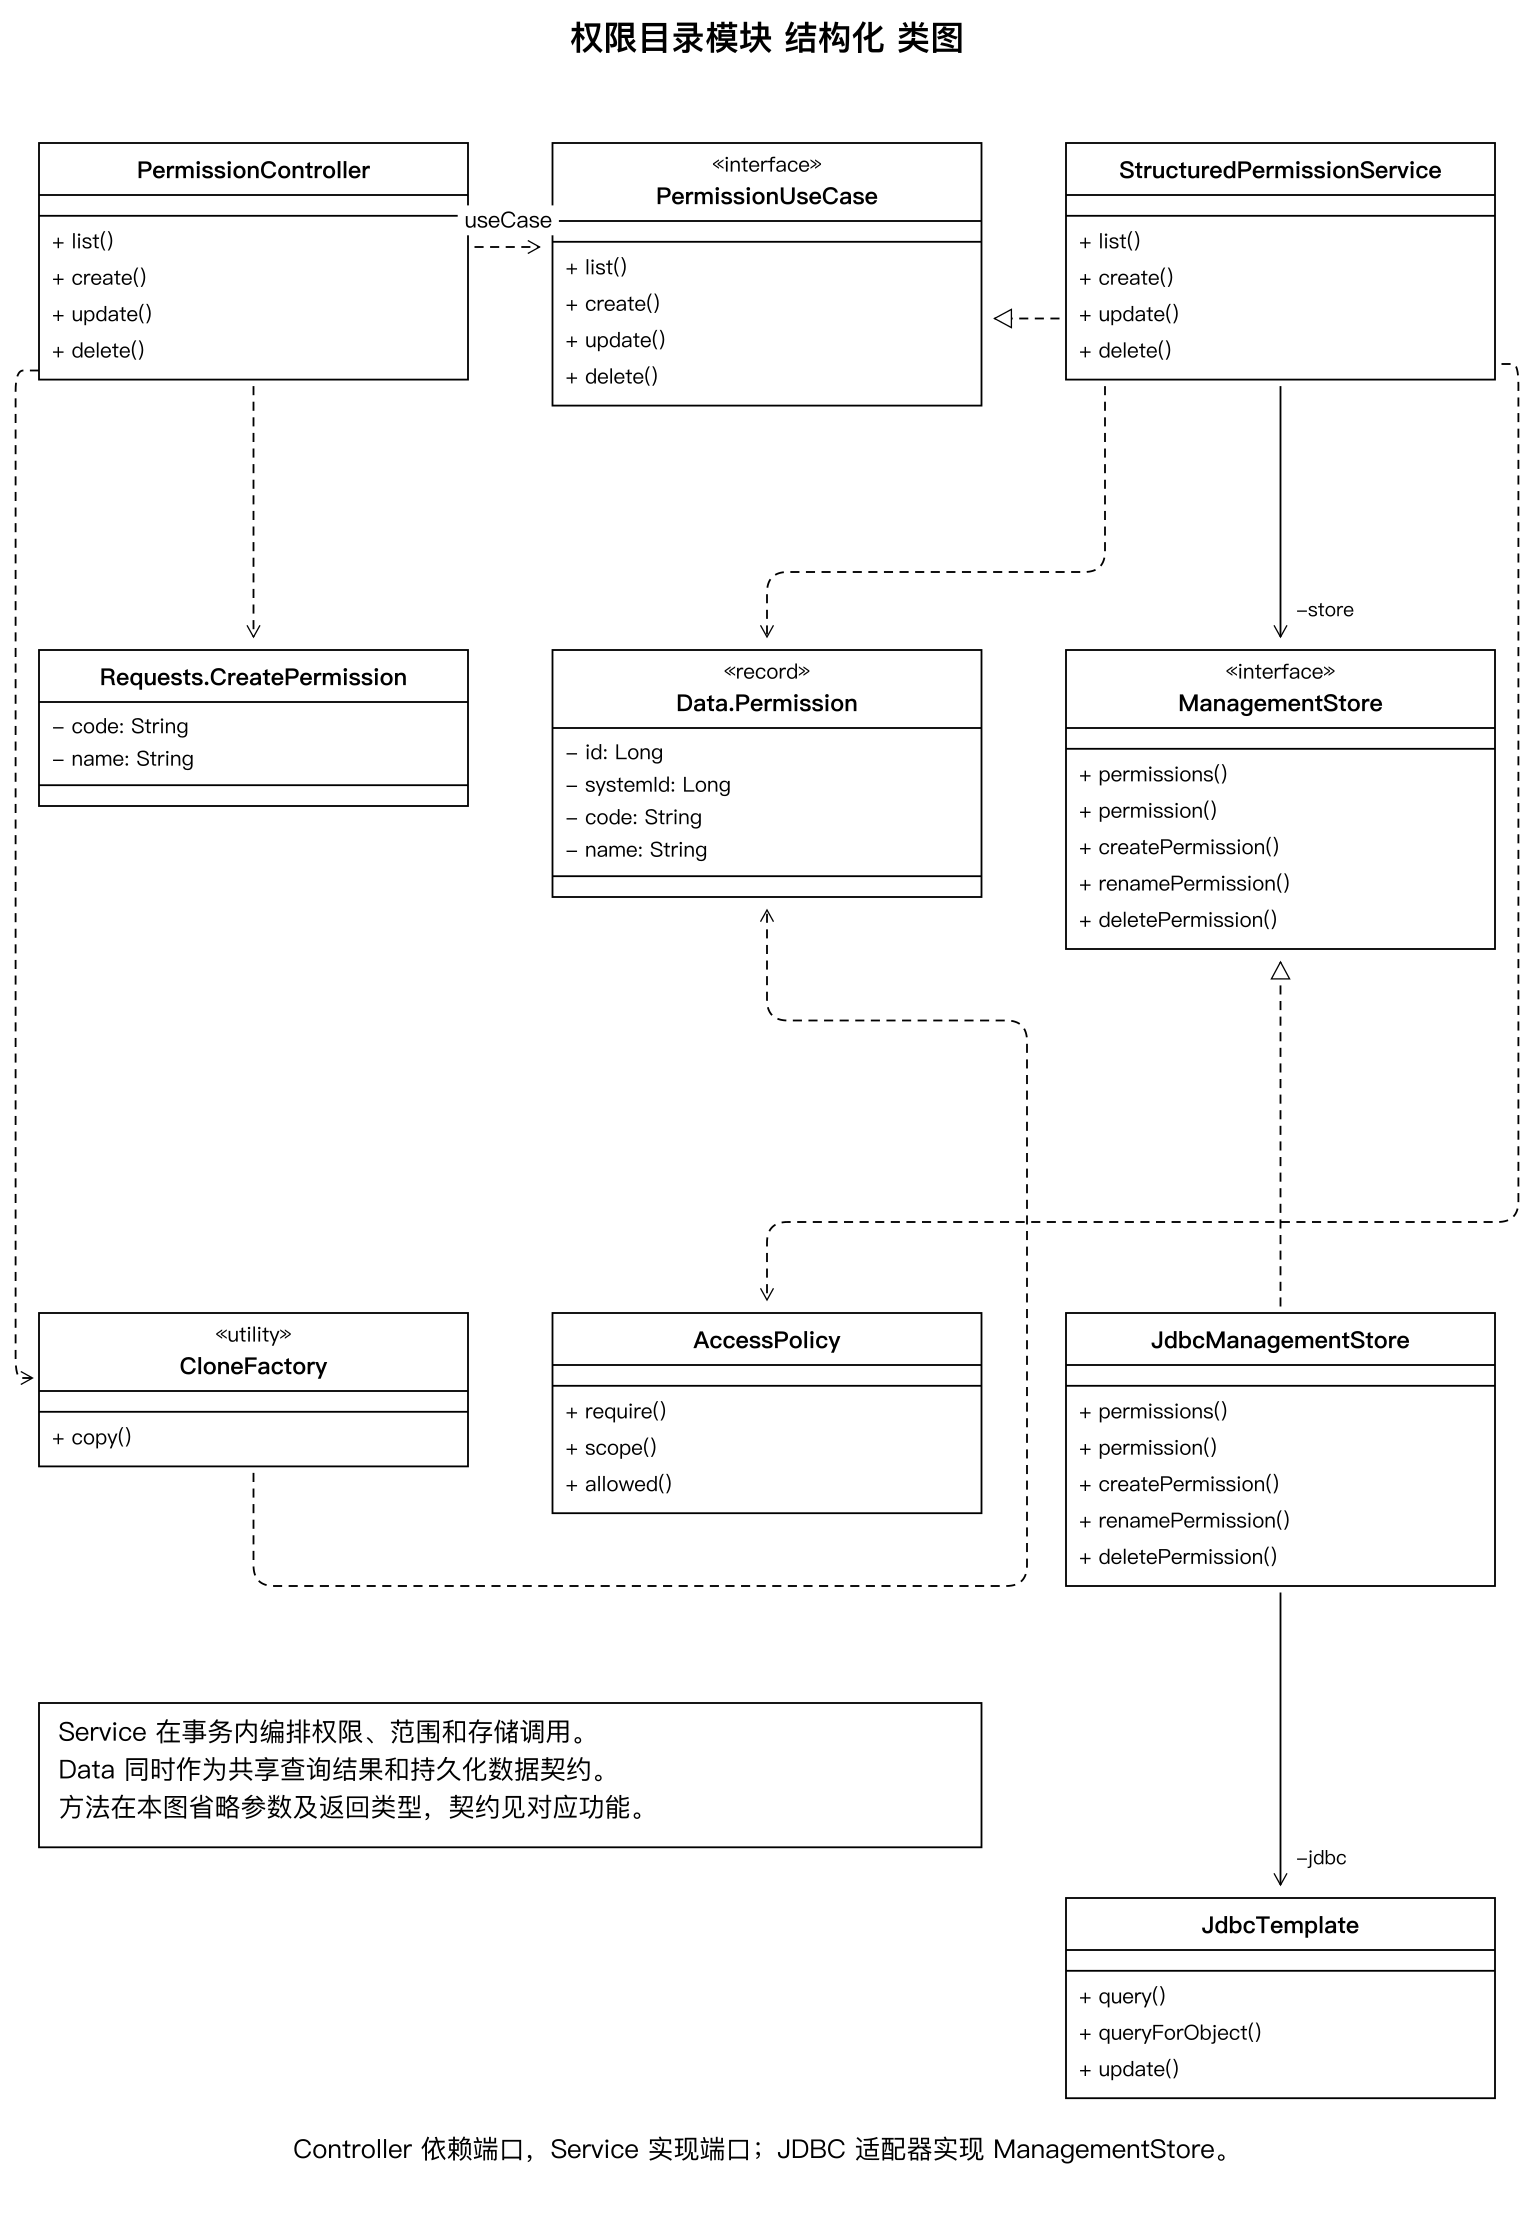 权限目录模块 结构化 类图
PermissionController
+ list()
+ create()
+ update()
+ delete()
useCase
«interface»
PermissionUseCase
+ list()
+ create()
+ update()
+ delete()
StructuredPermissionService
+ list()
+ create()
+ update()
+ delete()
–store
Requests.CreatePermission
– code: String
– name: String
«record»
Data.Permission
– id: Long
– systemId: Long
– code: String
– name: String
«interface»
ManagementStore
+ permissions()
+ permission()
+ createPermission()
+ renamePermission()
+ deletePermission()
«utility»
CloneFactory
+ copy()
AccessPolicy
+ require()
+ scope()
+ allowed()
JdbcManagementStore
+ permissions()
+ permission()
+ createPermission()
+ renamePermission()
+ deletePermission()
Service 在事务内编排权限、范围和存储调用。
Data 同时作为共享查询结果和持久化数据契约。
方法在本图省略参数及返回类型，契约见对应功能。
–jdbc
JdbcTemplate
+ query()
+ queryForObject()
+ update()
Controller 依赖端口，Service 实现端口；JDBC 适配器实现 ManagementStore。